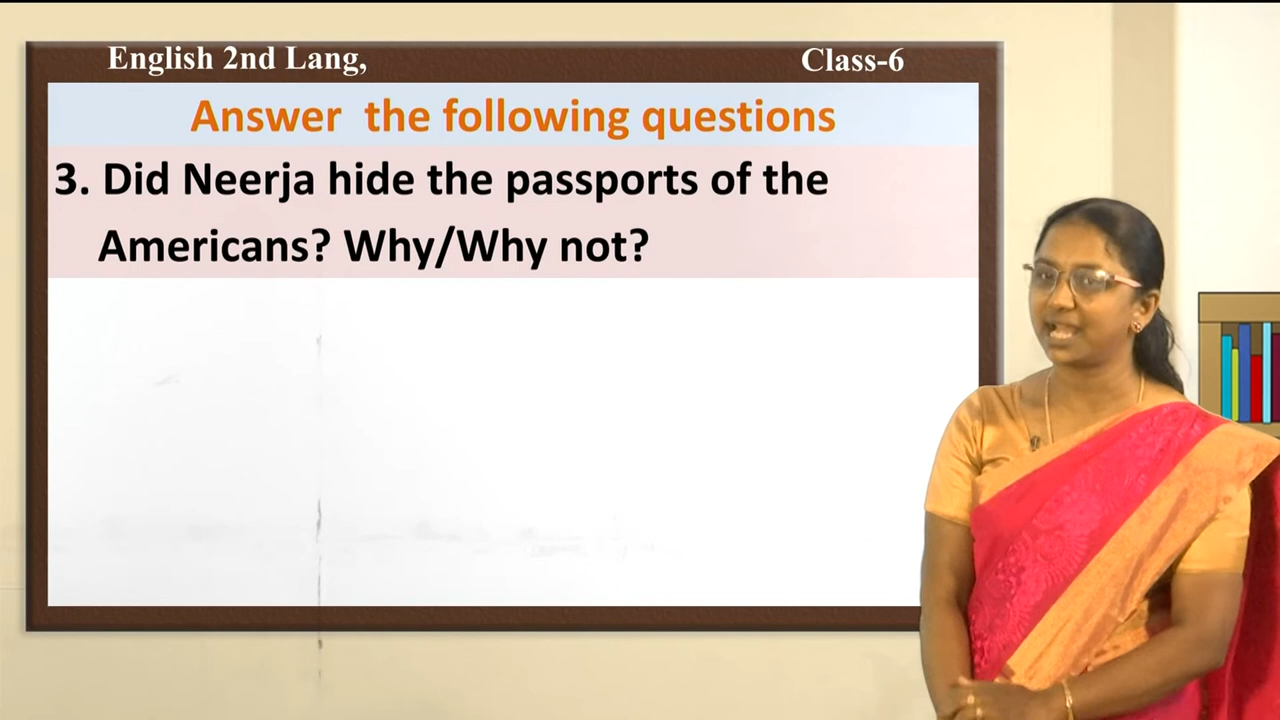 English 2nd Lang,
Class-6
Answer the following questions
3. Did Neerja hide the passports of the
Americans? Why/Why not?